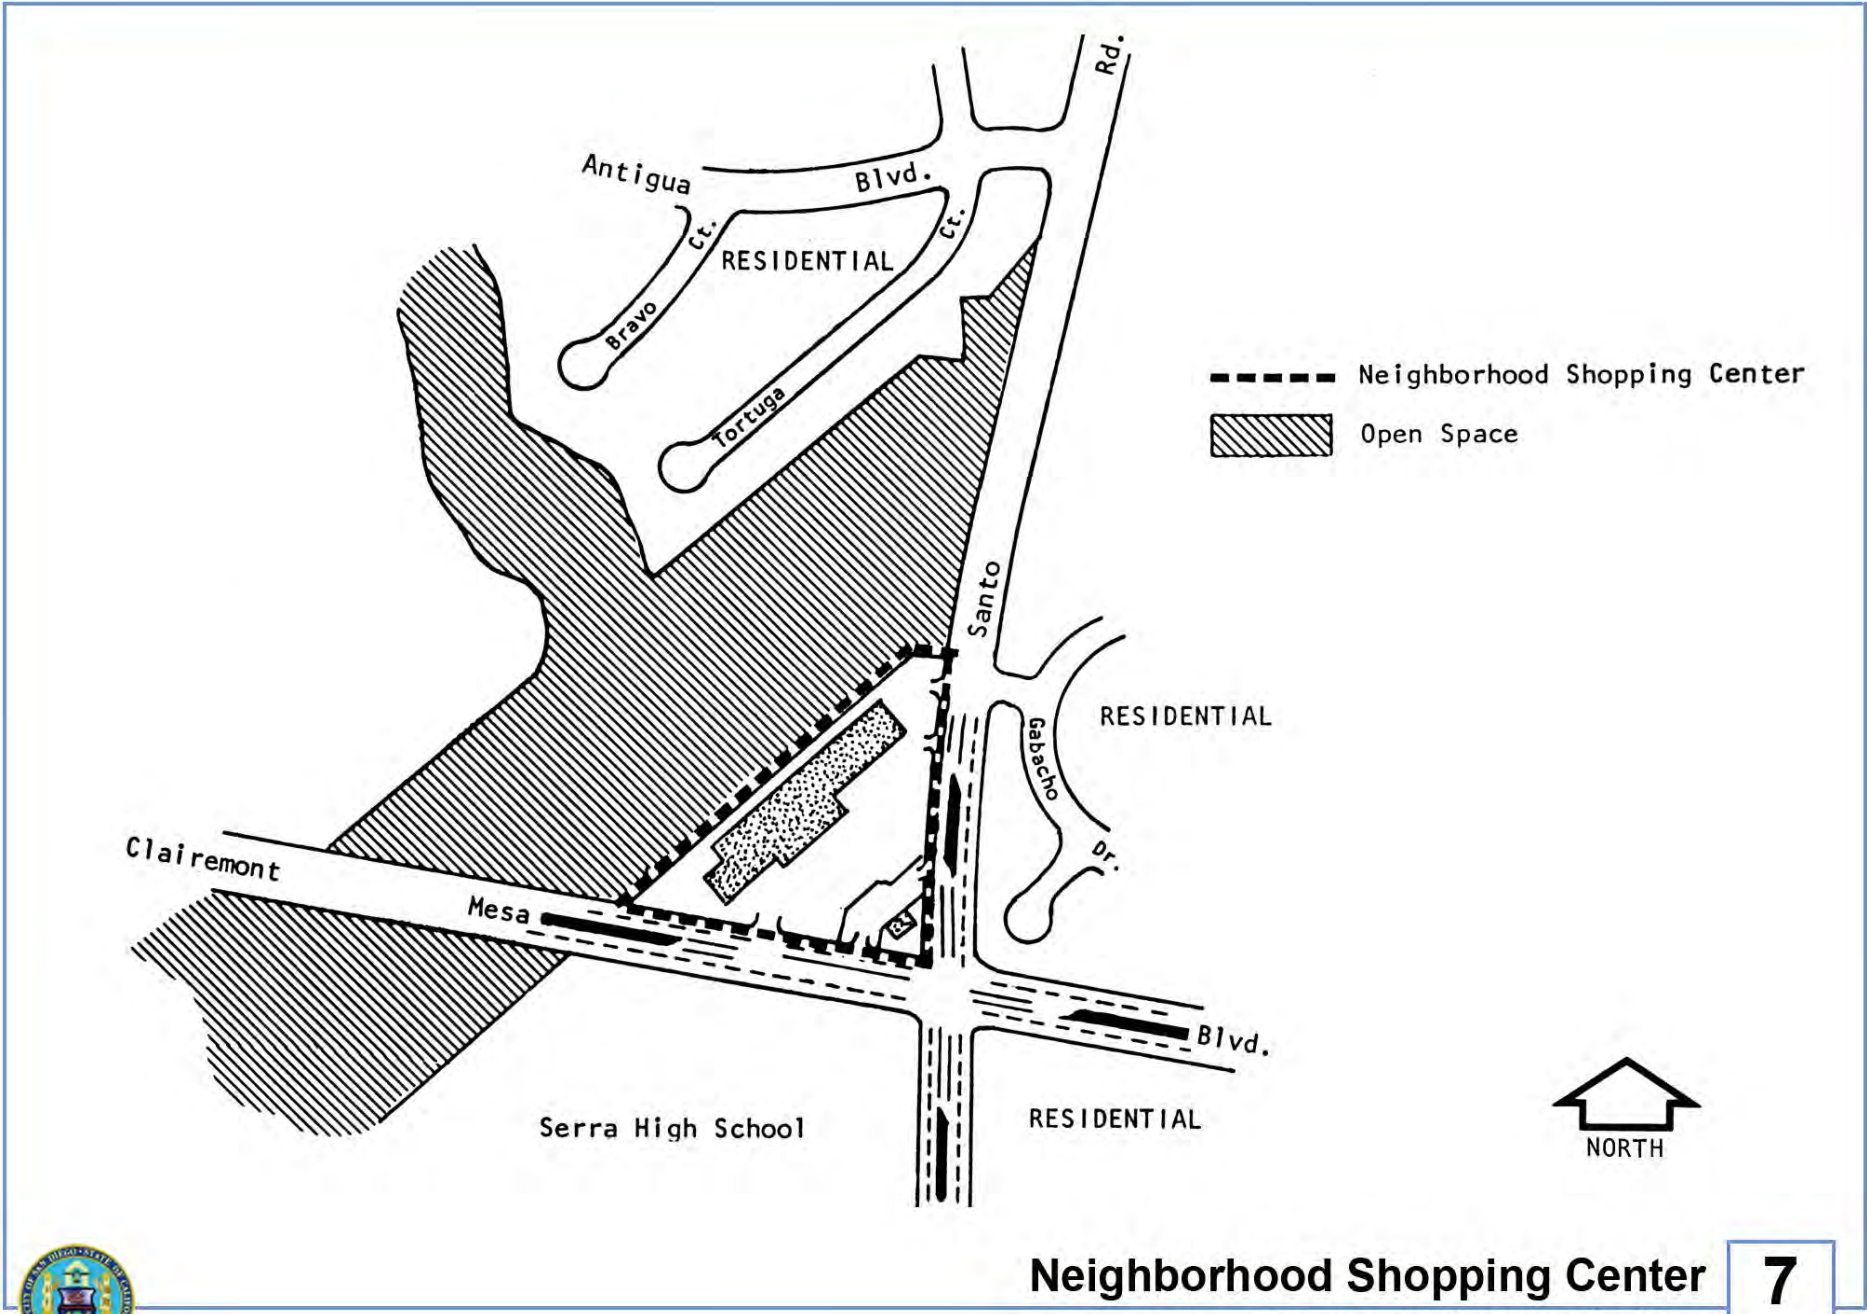 Rd.
Antigua Blvd.
Ct.
Ct.
RESIDENTIAL
Bravo
Tortuga
Neighborhood Shopping Center
Open Space
Santo
RESIDENTIAL
Gabacho
Dr.
Clairemont
Mesa
Blvd.
Serra High School
RESIDENTIAL
NORTH
Neighborhood Shopping Center
7